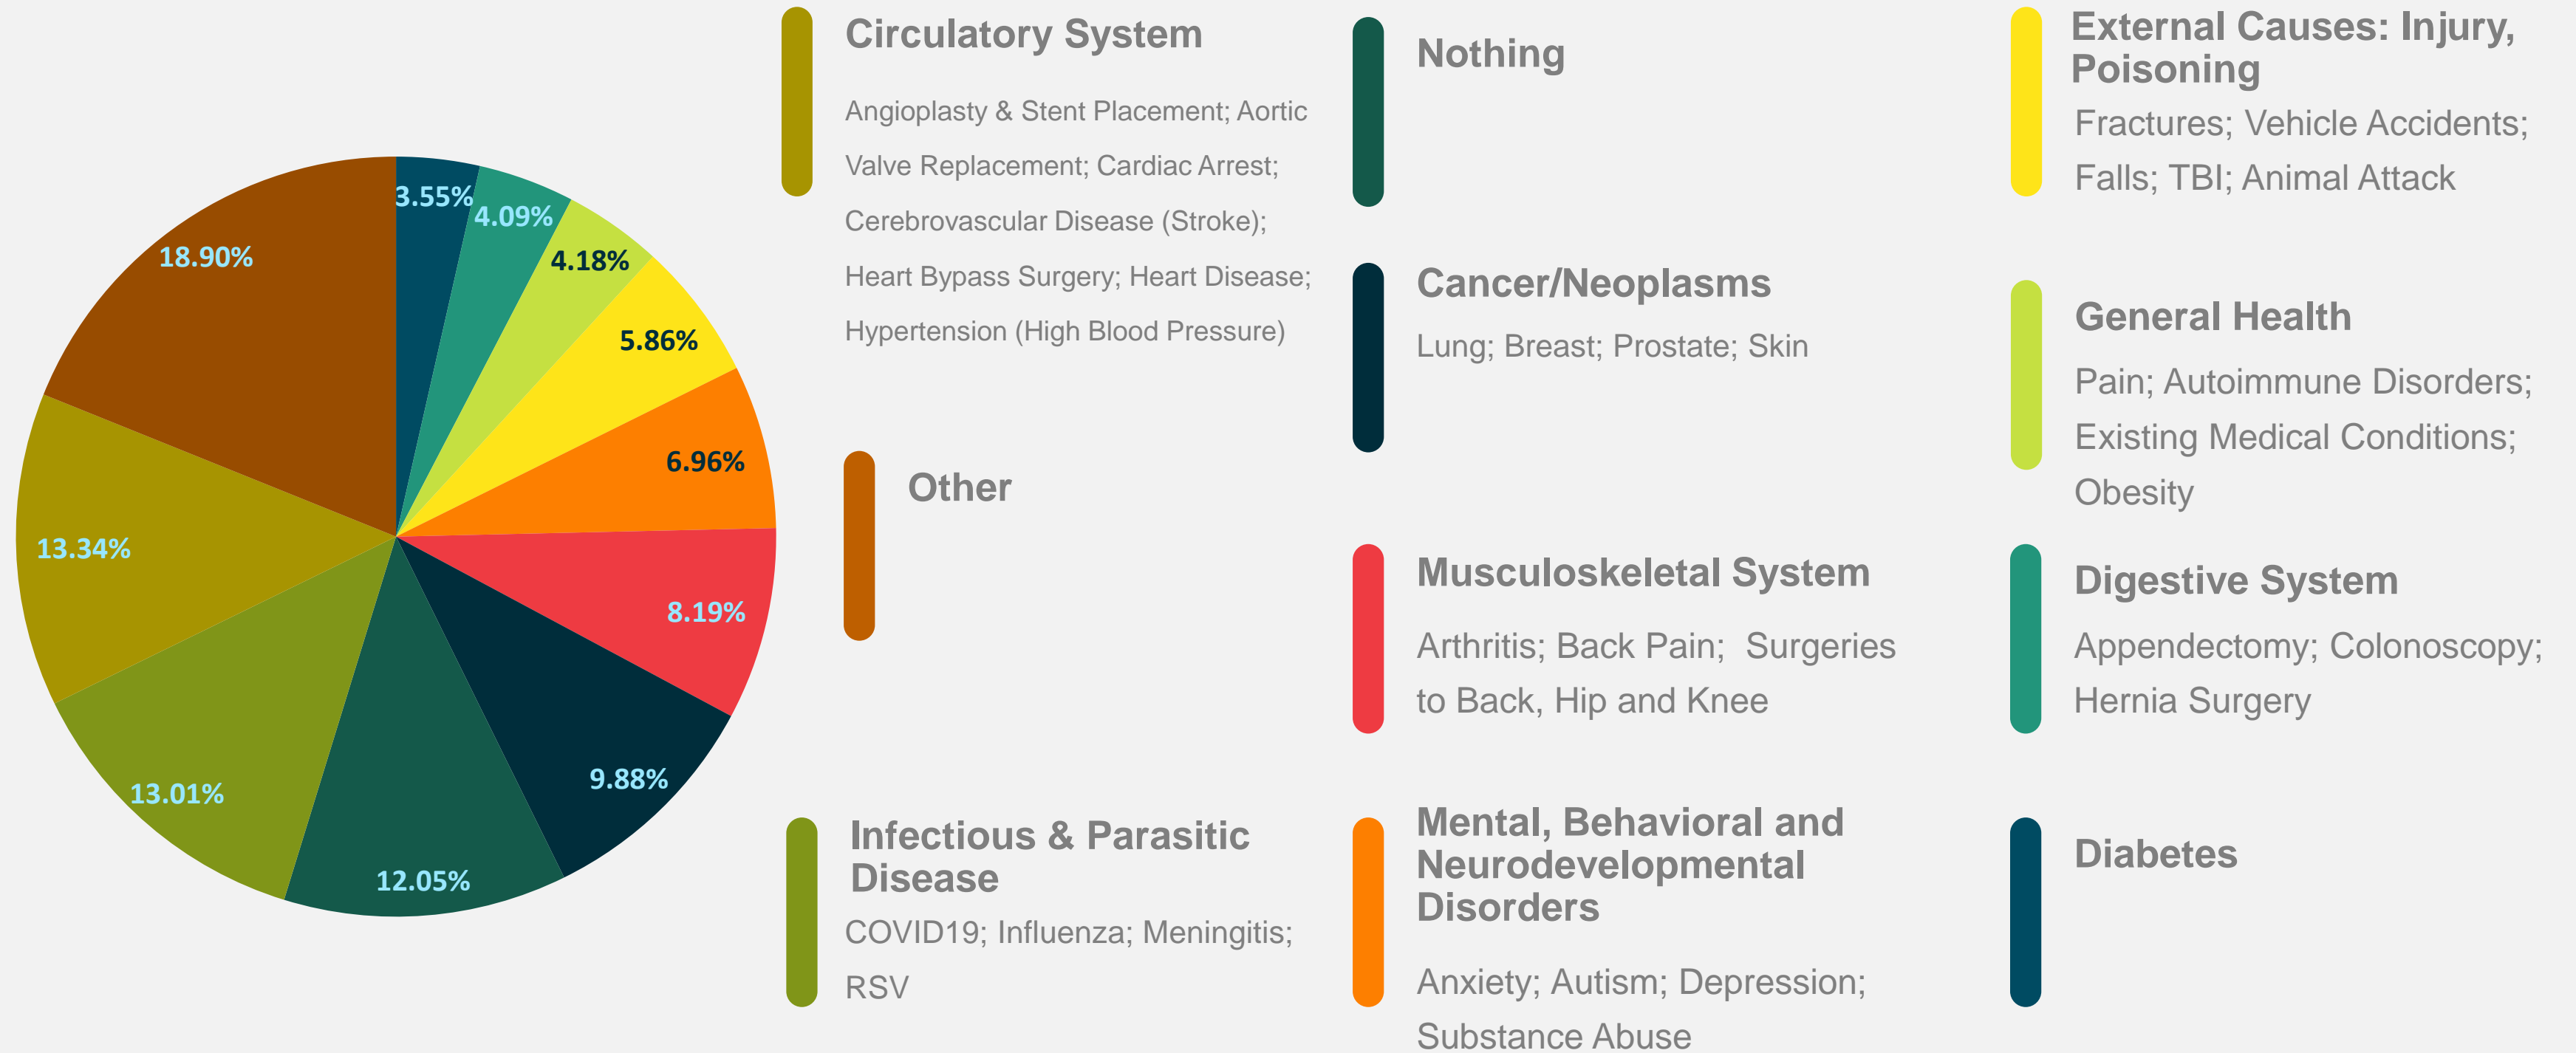 3.55%
4.09%
4.18%
5.86%
6.96%
8.19%
9.88%
12.05%
13.01%
13.34%
18.90%
Circulatory System
Angioplasty & Stent Placement; Aortic
Valve Replacement; Cardiac Arrest;
Cerebrovascular Disease (Stroke);
Heart Bypass Surgery; Heart Disease;
Hypertension (High Blood Pressure)
Other
Infectious & Parasitic
Disease
COVID19; Influenza; Meningitis;
RSV
Nothing
Cancer/Neoplasms
Lung; Breast; Prostate; Skin
Musculoskeletal System
Arthritis; Back Pain;  Surgeries
to Back, Hip and Knee
Mental, Behavioral and
Neurodevelopmental
Disorders
Anxiety; Autism; Depression;
Substance Abuse
External Causes: Injury,
Poisoning
Fractures; Vehicle Accidents;
Falls; TBI; Animal Attack
General Health
Pain; Autoimmune Disorders;
Existing Medical Conditions;
Obesity
Digestive System
Appendectomy; Colonoscopy;
Hernia Surgery
Diabetes